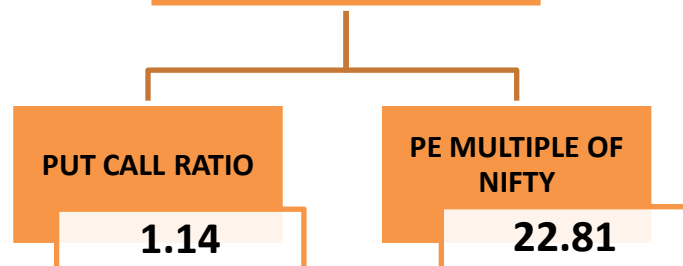 PUT CALL RATIO
1.14
PE MULTIPLE OF
NIFTY
22.81